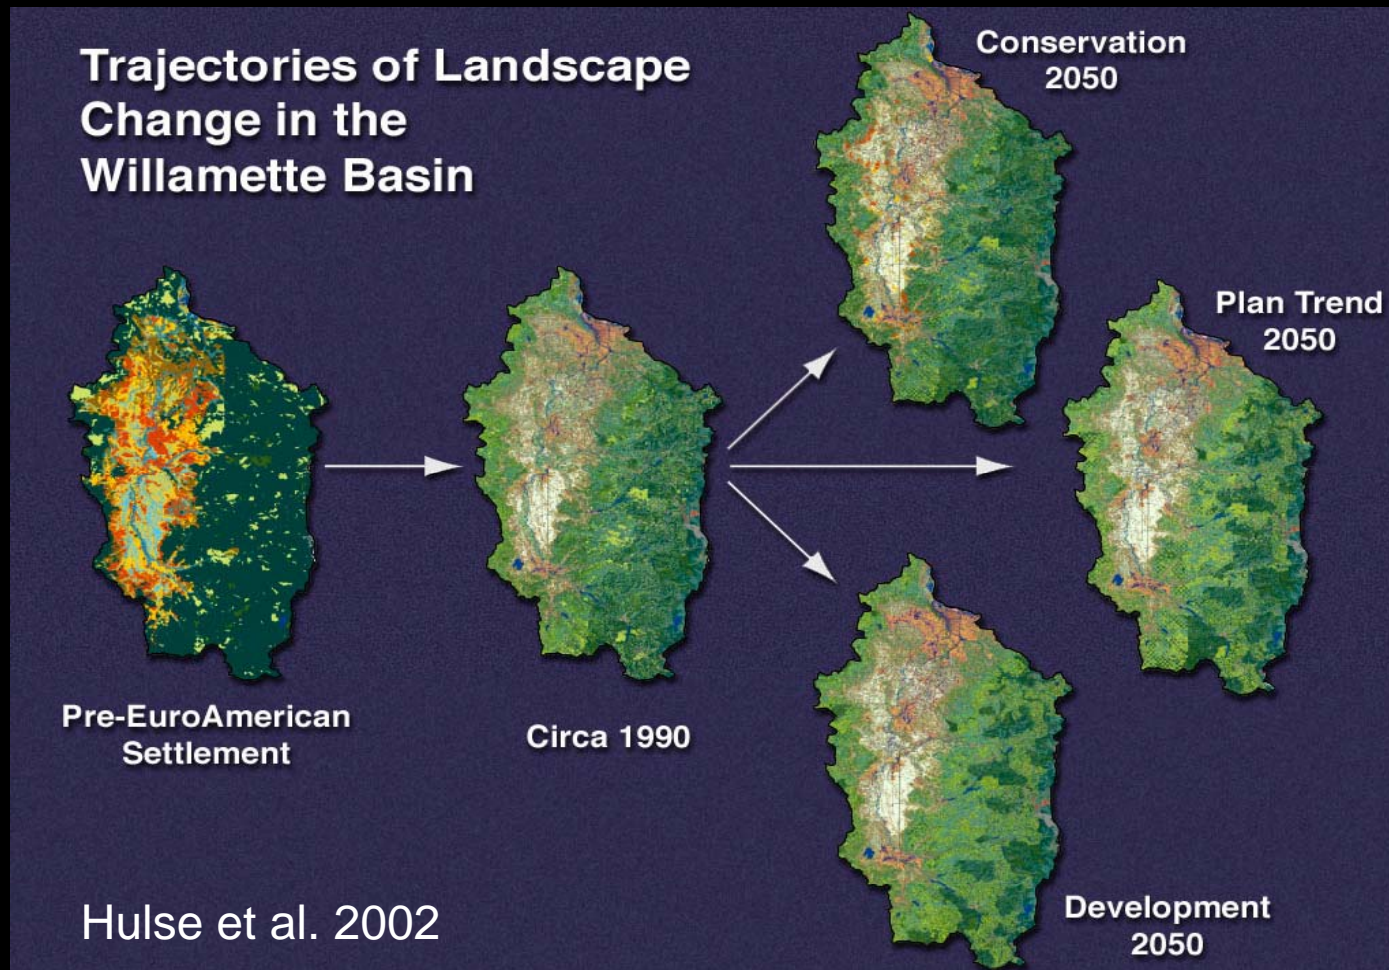 Trajectories of Landscape
Change in the
Willamette Basin
Pre-EuroAmerican
Settlement
Circa 1990
Conservation
2050
Plan Trend
2050
Development
2050
Hulse et al. 2002